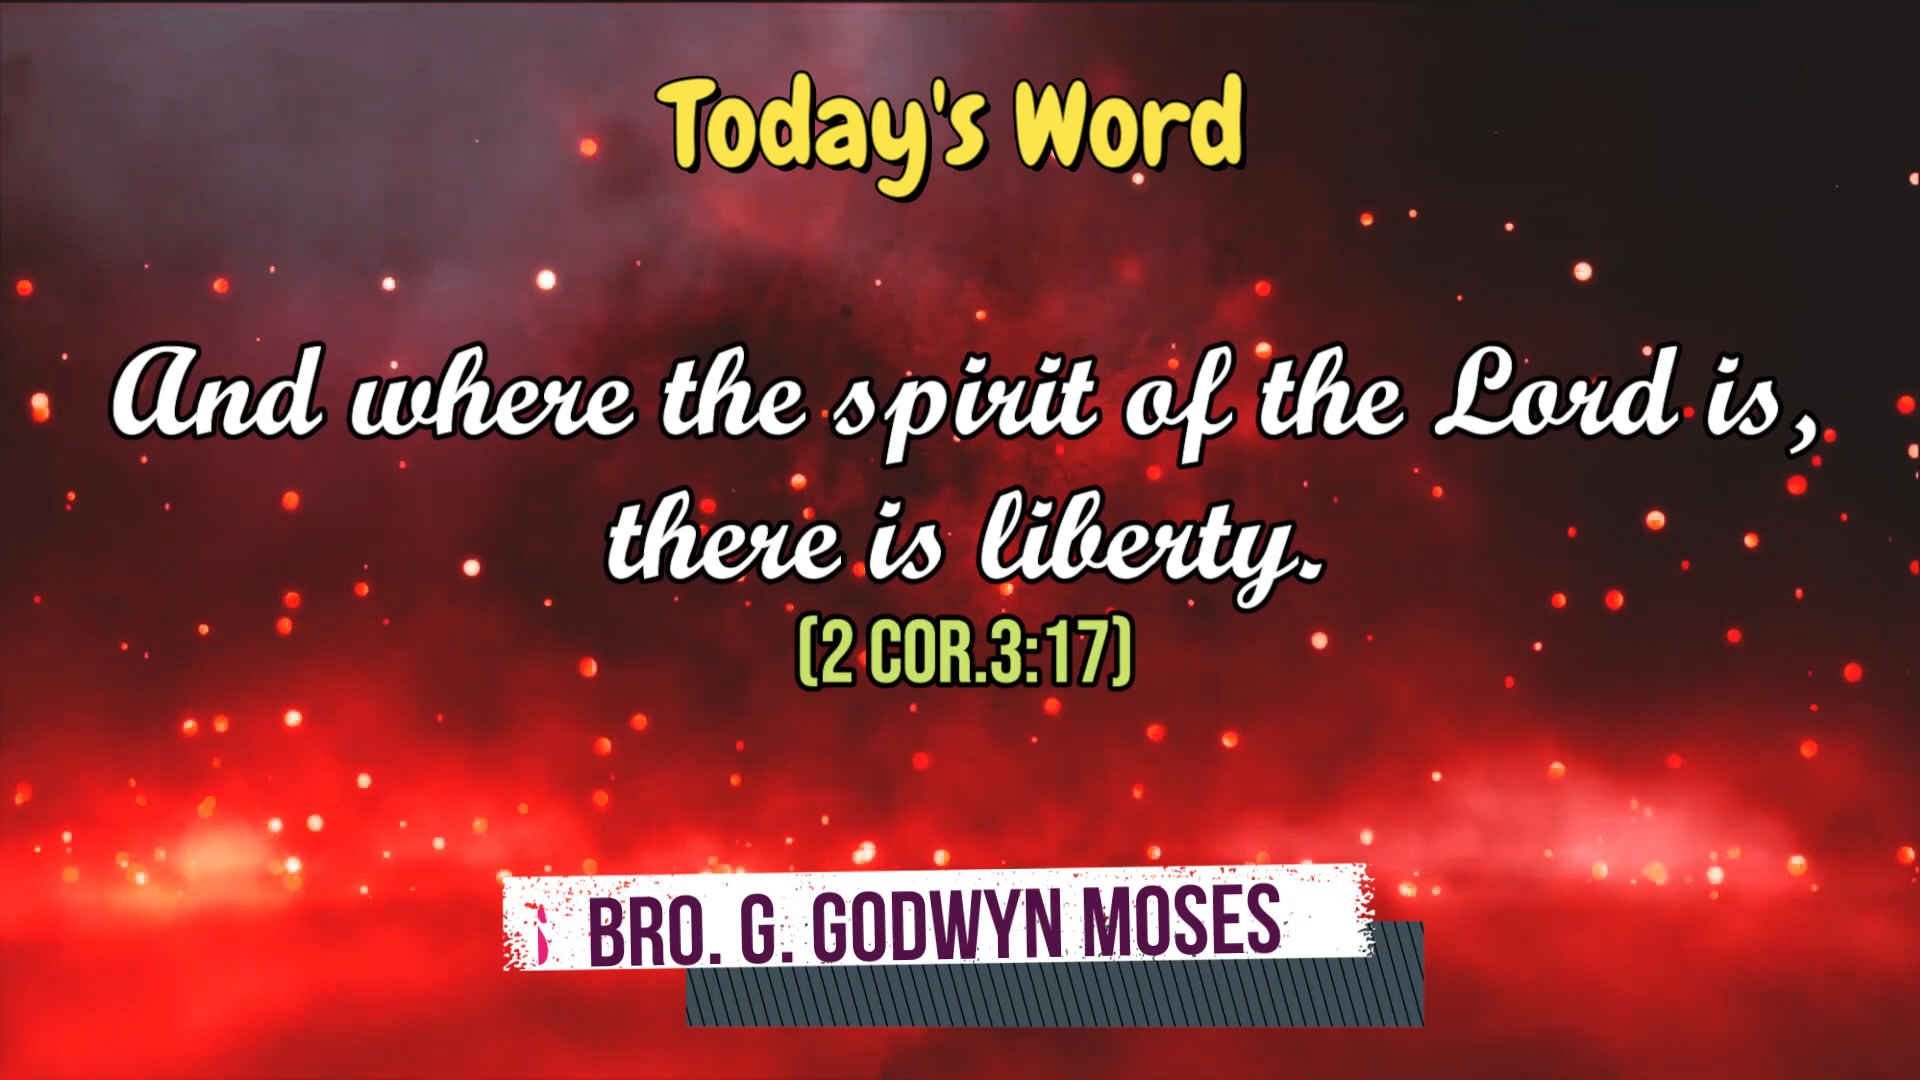 Today's Word
And where the spirit of the Lord is,
there is liberty.
(2 COR.3:17)
BRO. G. GODWYN MOSES